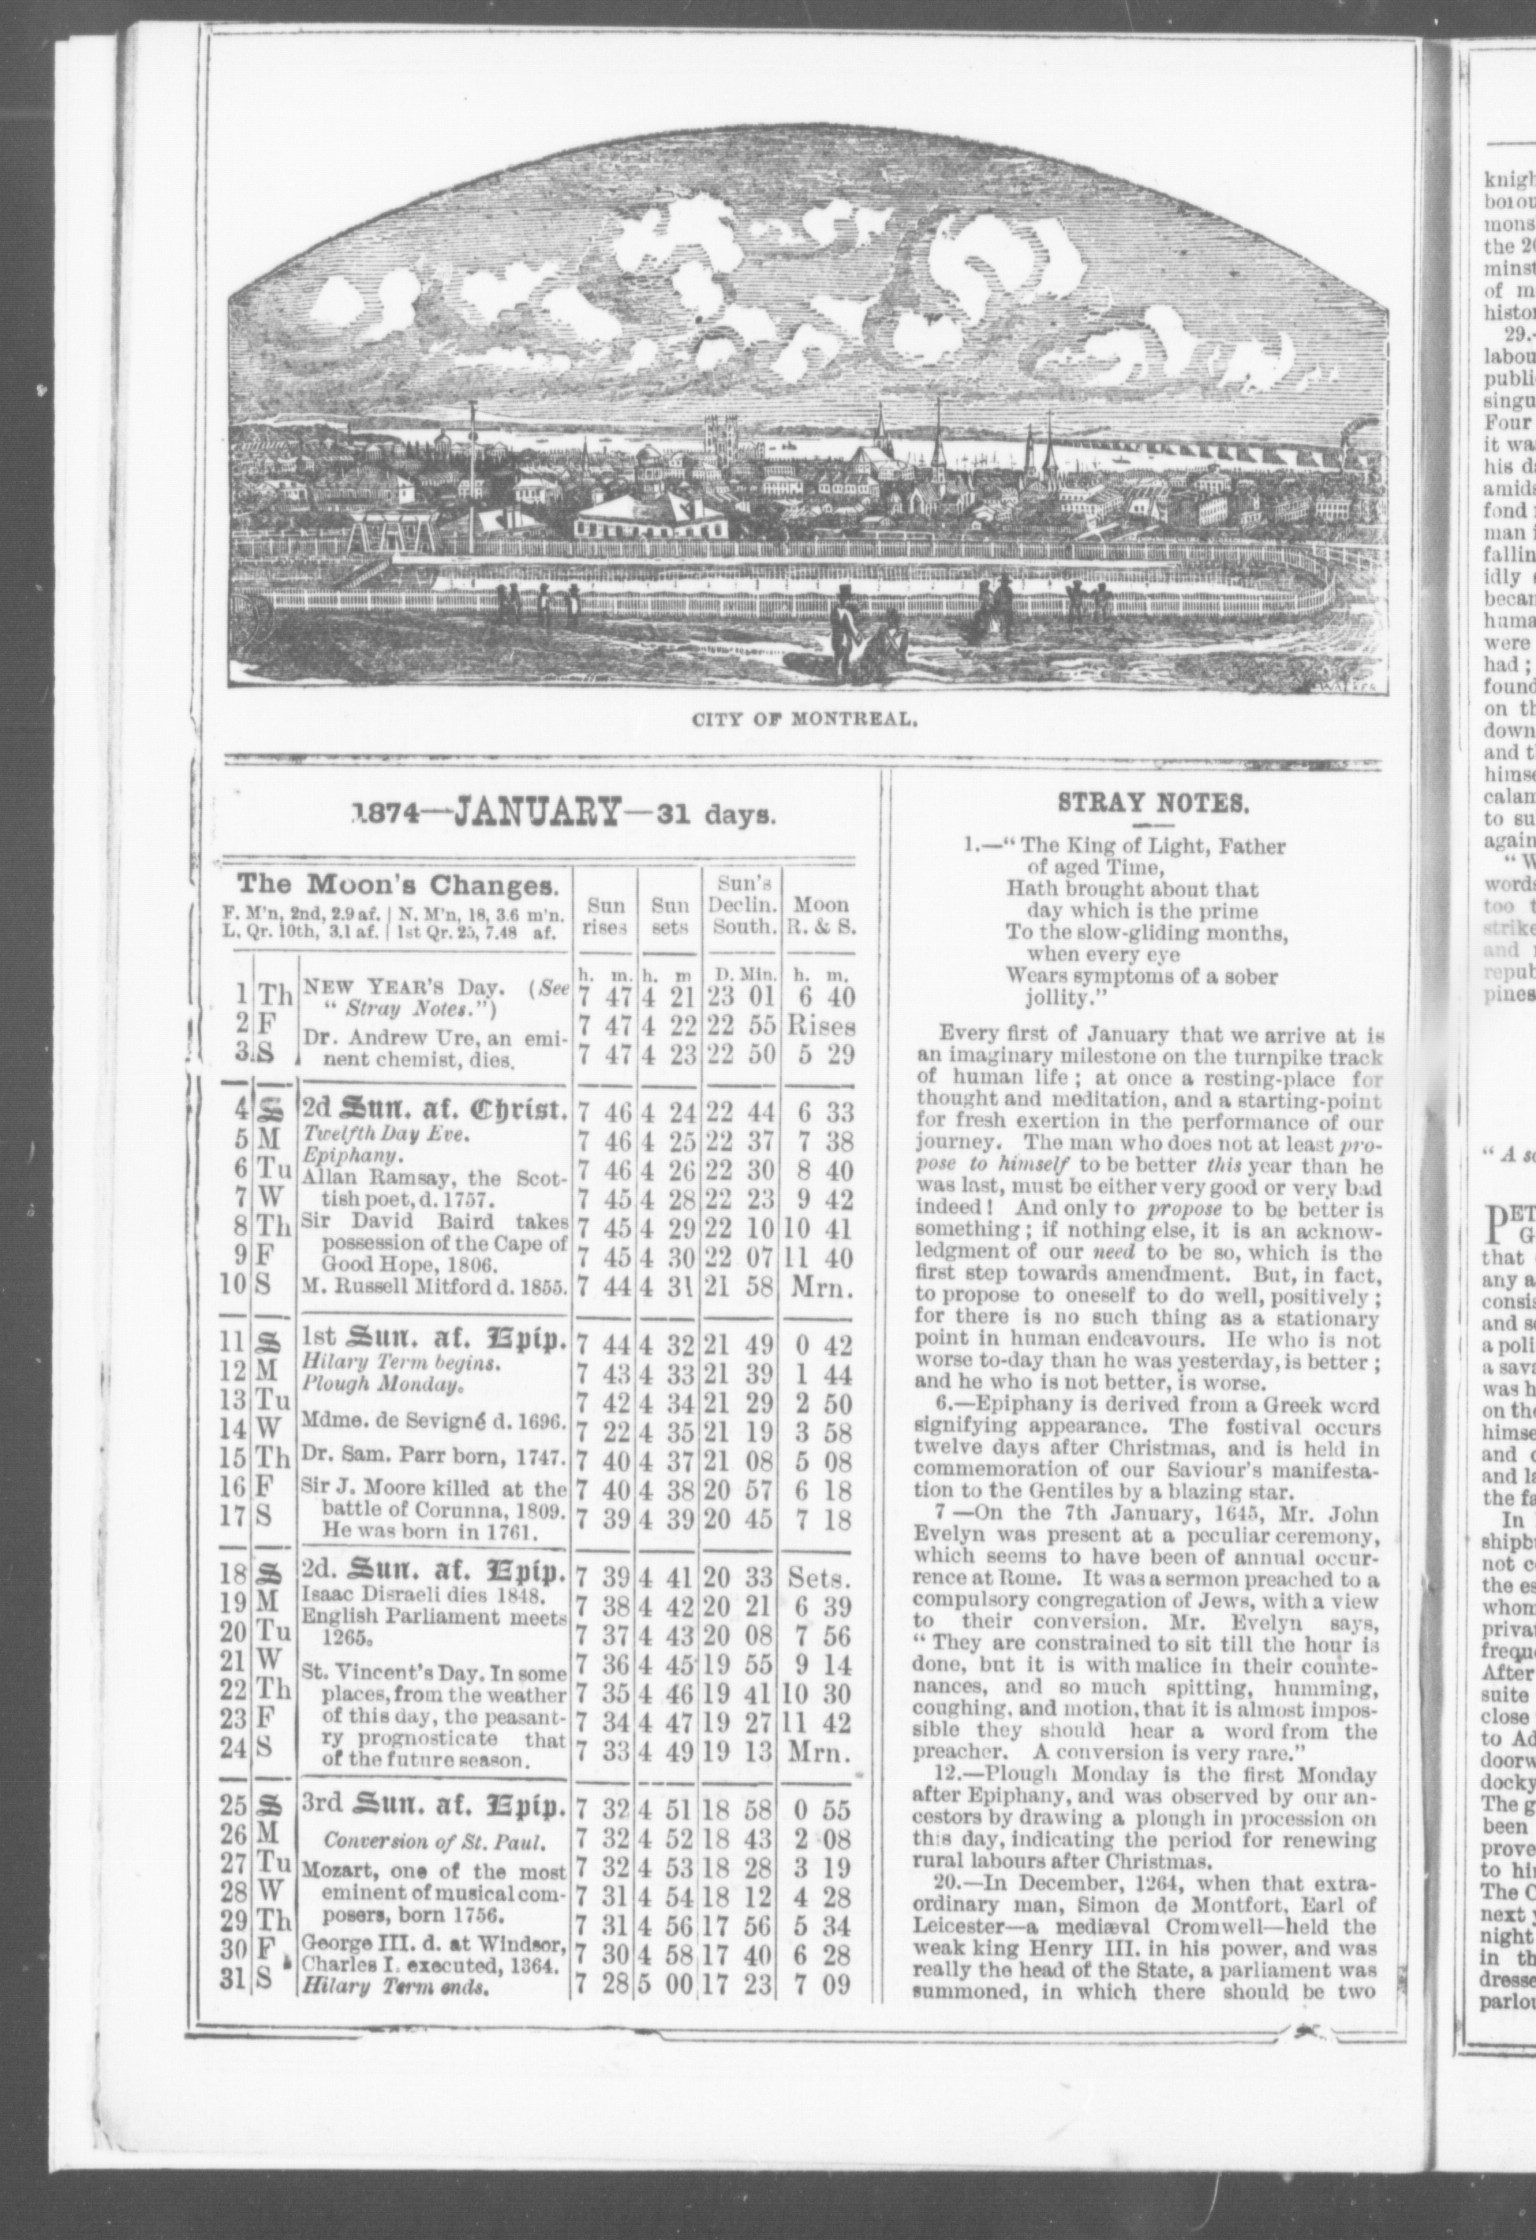 WALKER
CITY OF MONTREAL.
1874—JANUARY—31 days.
The Moon's Changes.
F. M'n, 2nd, 2.9 af. | N. M'n, 18, 3.6 m'n.
L. Qr. 10th, 3.1 af. | 1st Qr. 25, 7.48 af.
Sun rises
Sun sets
Sun's Declin. South.
Moon R. & S.
h. m. h. m D. Min. h. m.
1 Th NEW YEAR'S DAY. (See 7 47 4 21 23 01 6 40
“ Stray Notes.”)
2 F 7 47 4 22 22 55 Rises
Dr. Andrew Ure, an emi-
3 S nent chemist, dies. 7 47 4 23 22 50 5 29
4 S 2d Sun. af. Christ. 7 46 4 24 22 44 6 33
5 M Twelfth Day Eve. 7 46 4 25 22 37 7 38
Epiphany.
6 Tu Allan Ramsay, the Scot- 7 46 4 26 22 30 8 40
7 W tish poet, d. 1757. 7 45 4 28 22 23 9 42
8 Th Sir David Baird takes 7 45 4 29 22 10 10 41
possession of the Cape of
9 F Good Hope, 1806. 7 45 4 30 22 07 11 40
10 S M. Russell Mitford d. 1855. 7 44 4 31 21 58 Mrn.
11 S 1st Sun. af. Epip. 7 44 4 32 21 49 0 42
12 M Hilary Term begins. 7 43 4 33 21 39 1 44
Plough Monday.
13 Tu 7 42 4 34 21 29 2 50
14 W Mdme. de Sevigné d. 1696. 7 22 4 35 21 19 3 58
15 Th Dr. Sam. Parr born, 1747. 7 40 4 37 21 08 5 08
16 F Sir J. Moore killed at the 7 40 4 38 20 57 6 18
17 S battle of Corunna, 1809. 7 39 4 39 20 45 7 18
He was born in 1761.
18 S 2d. Sun. af. Epip. 7 39 4 41 20 33 Sets.
19 M Isaac Disraeli dies 1848. 7 38 4 42 20 21 6 39
English Parliament meets
20 Tu 1265. 7 37 4 43 20 08 7 56
21 W 7 36 4 45 19 55 9 14
St. Vincent's Day. In some
22 Th places, from the weather 7 35 4 46 19 41 10 30
23 F of this day, the peasant- 7 34 4 47 19 27 11 42
ry prognosticate that
24 S of the future season. 7 33 4 49 19 13 Mrn.
25 S 3rd Sun. af. Epip. 7 32 4 51 18 58 0 55
26 M Conversion of St. Paul. 7 32 4 52 18 43 2 08
27 Tu Mozart, one of the most 7 32 4 53 18 28 3 19
28 W eminent of musical com- 7 31 4 54 18 12 4 28
29 Th posers, born 1756. 7 31 4 56 17 56 5 34
30 F George III. d. at Windsor, 7 30 4 58 17 40 6 28
Charles I. executed, 1364.
31 S Hilary Term ends. 7 28 5 00 17 23 7 09
STRAY NOTES.
1.—“ The King of Light, Father
of aged Time,
Hath brought about that
day which is the prime
To the slow-gliding months,
when every eye
Wears symptoms of a sober
jollity.”
Every first of January that we arrive at is
an imaginary milestone on the turnpike track
of human life ; at once a resting-place for
thought and meditation, and a starting-point
for fresh exertion in the performance of our
journey. The man who does not at least pro-
pose to himself to be better this year than he
was last, must be either very good or very bad
indeed ! And only to propose to be better is
something ; if nothing else, it is an acknow-
ledgment of our need to be so, which is the
first step towards amendment. But, in fact,
to propose to oneself to do well, positively ;
for there is no such thing as a stationary
point in human endeavours. He who is not
worse to-day than he was yesterday, is better ;
and he who is not better, is worse.
6.—Epiphany is derived from a Greek word
signifying appearance. The fostival occurs
twelve days after Christmas, and is held in
commemoration of our Saviour's manifesta-
tion to the Gentiles by a blazing star.
7 —On the 7th January, 1645, Mr. John
Evelyn was present at a peculiar ceremony,
which seems to have been of annual occur-
rence at Rome. It was a sermon preached to a
compulsory congregation of Jews, with a view
to their conversion. Mr. Evelyn says,
“ They are constrained to sit till the hour is
done, but it is with malice in their counte-
nances, and so much spitting, humming,
coughing, and motion, that it is almost impos-
sible they should hear a word from the
preacher. A conversion is very rare.”
12.—Plough Monday is the first Monday
after Epiphany, and was observed by our an-
cestors by drawing a plough in procession on
this day, indicating the period for renewing
rural labours after Christmas.
20.—In December, 1264, when that extra-
ordinary man, Simon de Montfort, Earl of
Leicester—a mediæval Cromwell—held the
weak king Henry III. in his power, and was
really the head of the State, a parliament was
summoned, in which there should be two